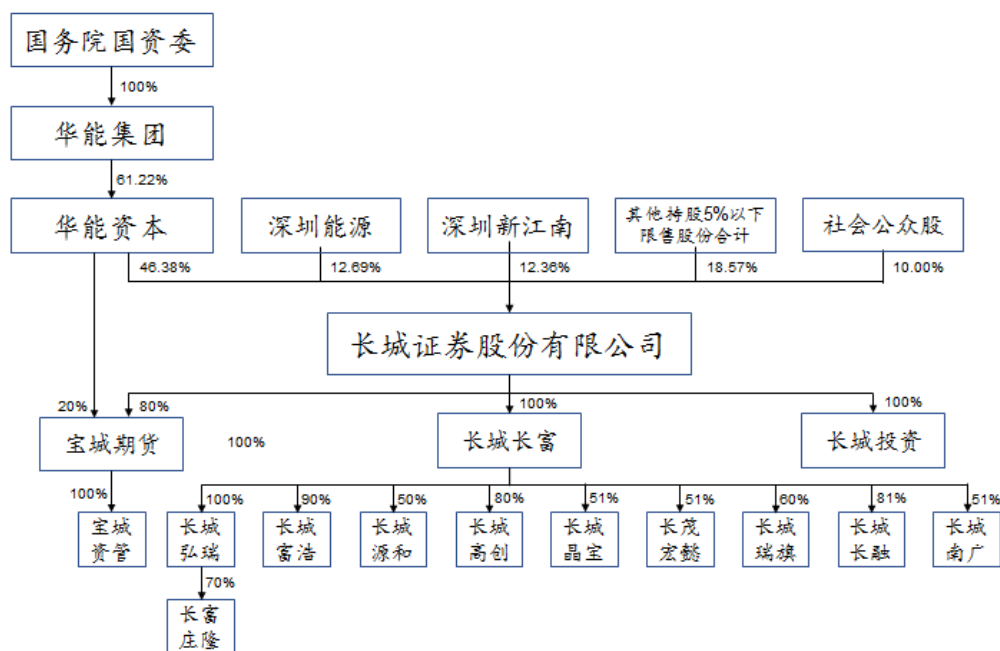 国务院国资委
100%
华能集团
61.22%
华能资本
深圳能源
深圳新江南
其他持股5%以下
限售股份合计
社会公众股
46.38%
12.69%
12.36%
18.57%
10.00%
长城证券股份有限公司
20%
80%
100%
100%
宝城期货
100%
长城长富
长城投资
100%
100%
90%
50%
80%
51%
51%
60%
81%
51%
宝城
资管
长城
弘瑞
长城
富浩
长城
源和
长城
高创
长城
晶宝
长茂
宏懿
长城
瑞旗
长城
长融
长城
南广
70%
长富
庄隆